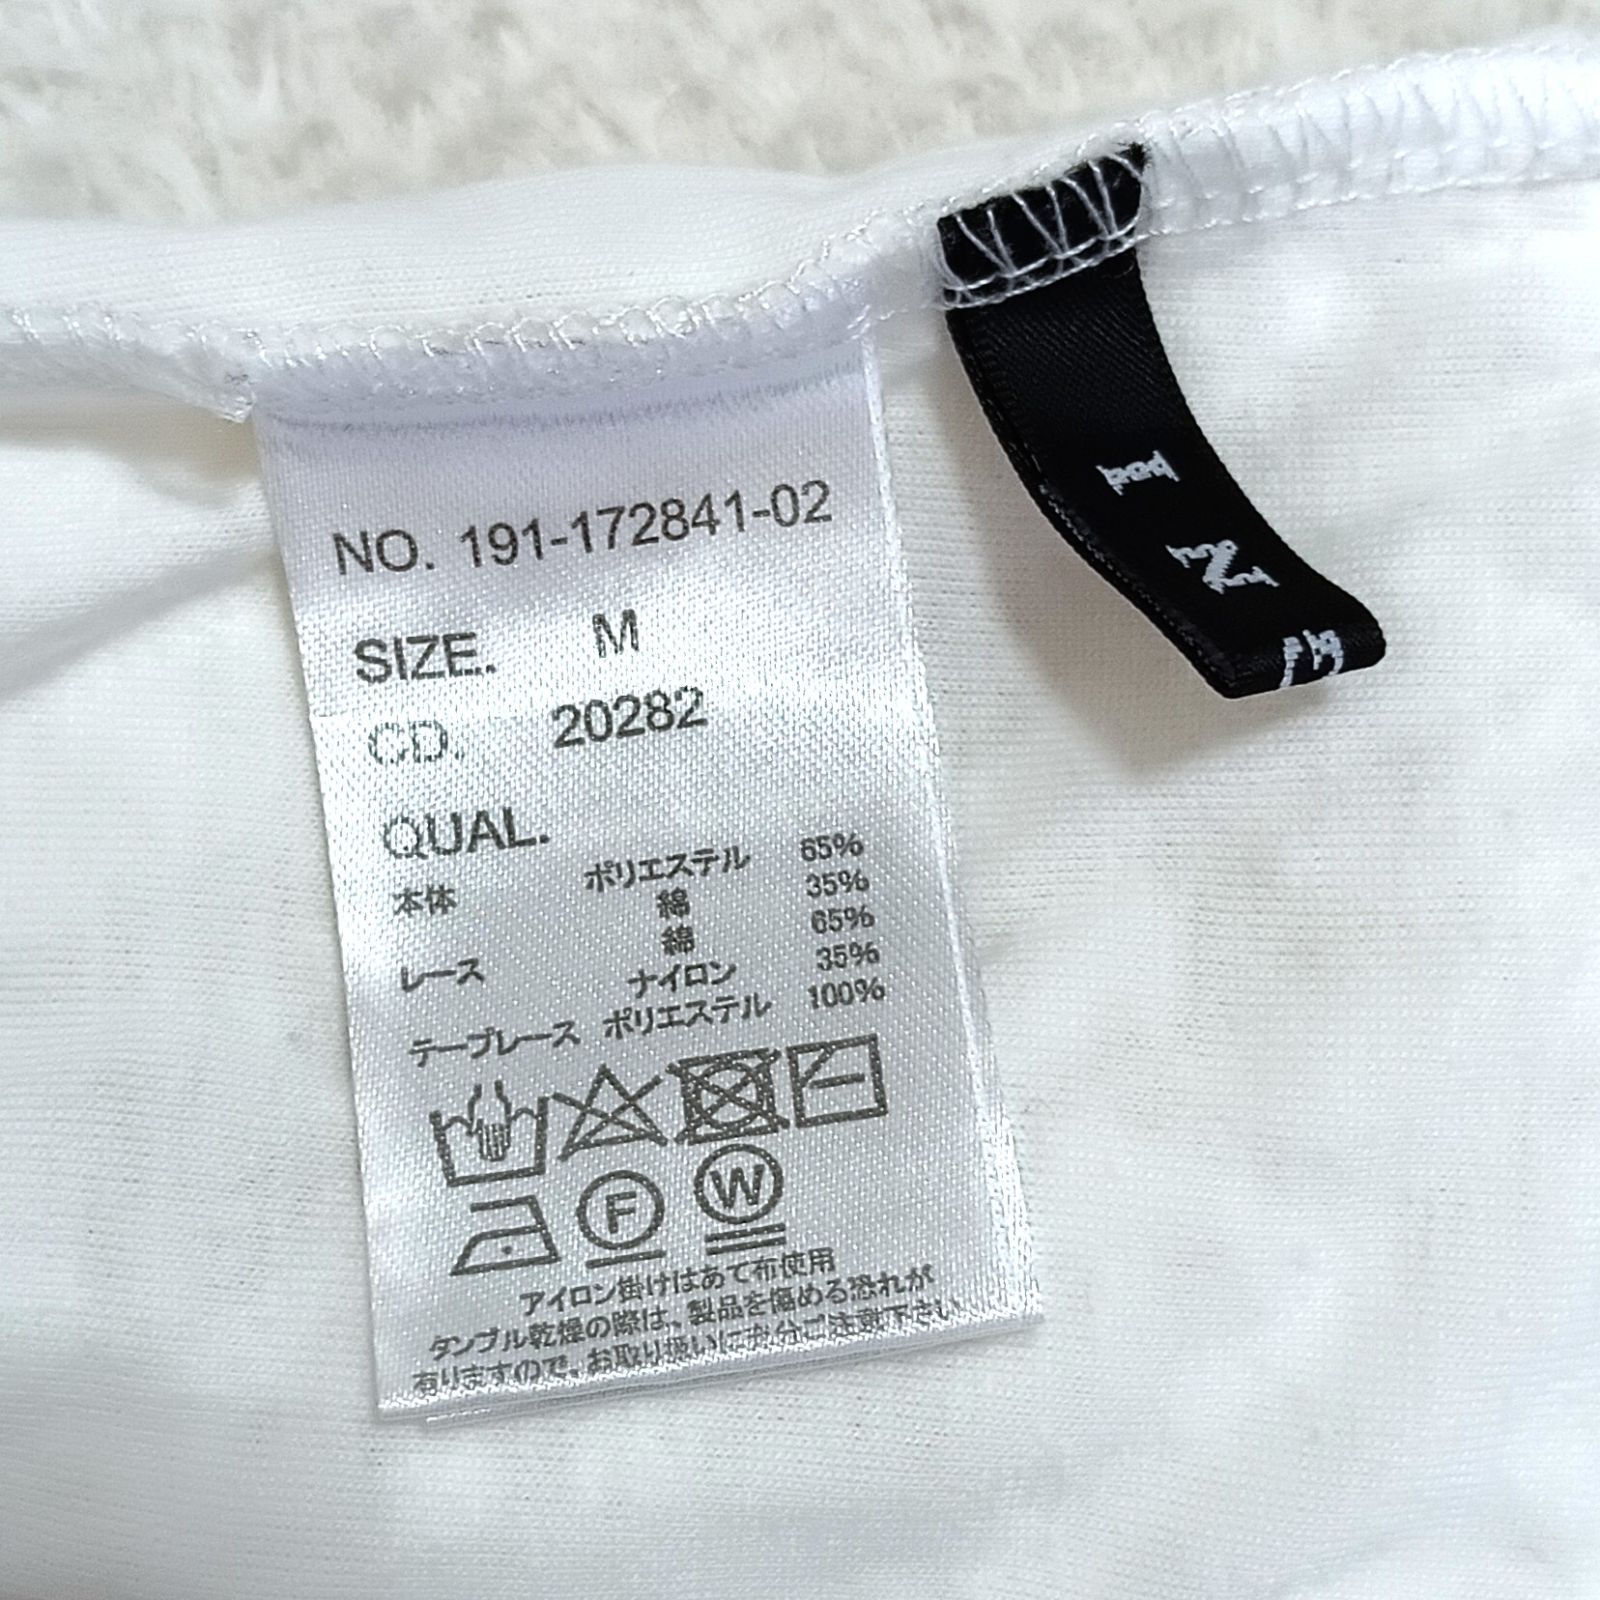 NO. 191-172841-02
SIZE. M
CD. 20282
QUAL.
本体 ポリエステル 65%
綿 35%
レース 綿 65%
ナイロン 35%
テープレース ポリエステル 100%
F
W
アイロン掛けはあて布使用
タンブル乾燥の際は、製品を傷める恐れが
有りますので、お取り扱いに充分ご注意下さい
I N